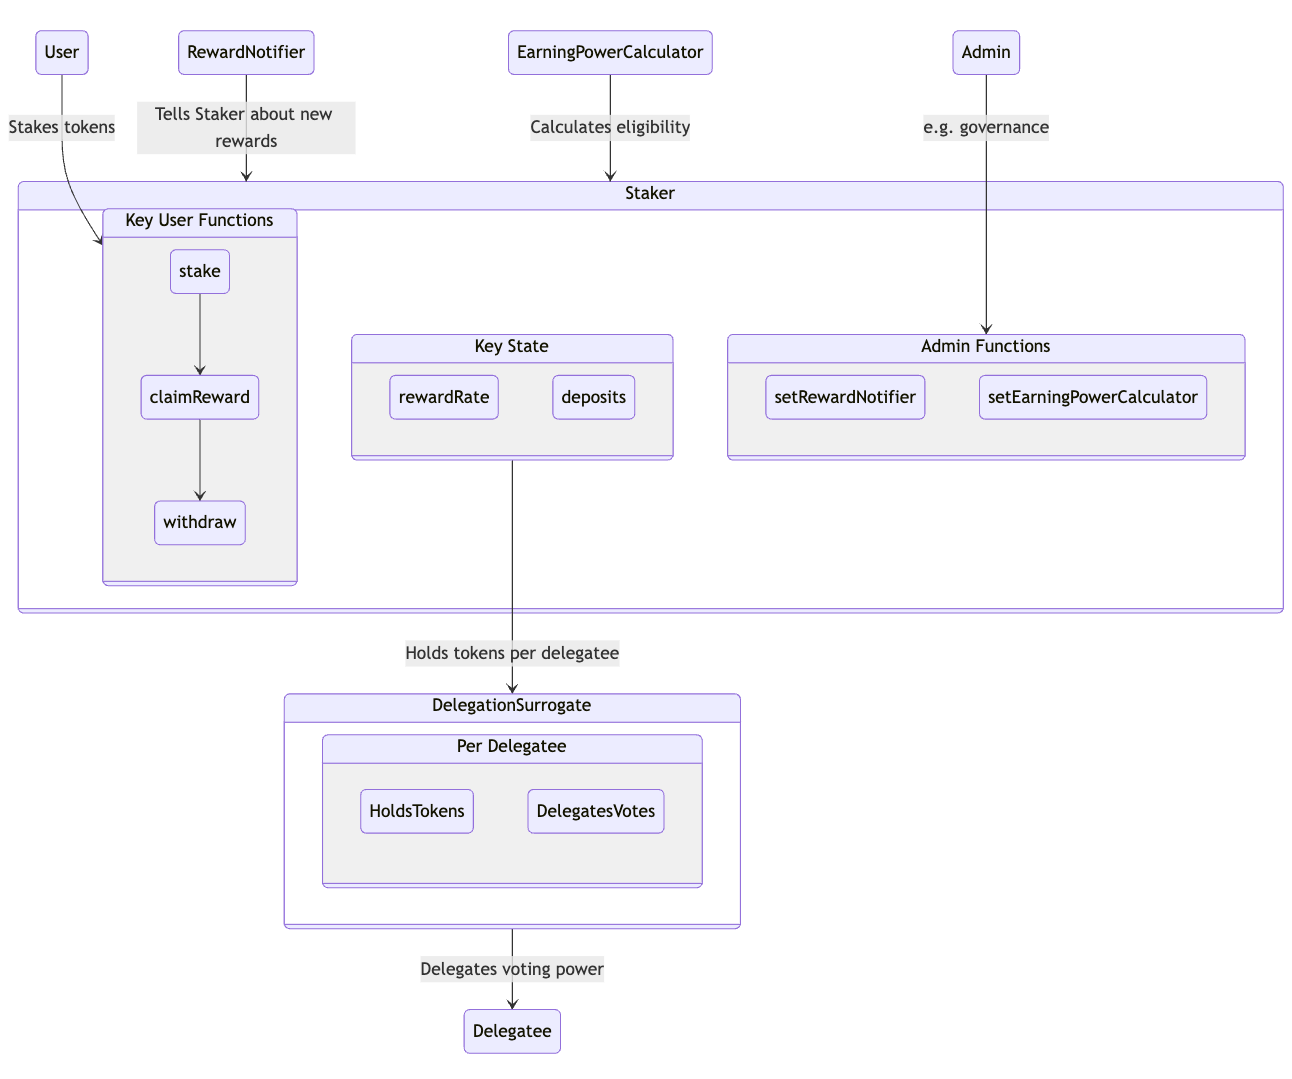 User
RewardNotifier
EarningPowerCalculator
Admin
Stakes tokens
Tells Staker about new
rewards
Calculates eligibility
e.g. governance
Staker
Key User Functions
stake
claimReward
withdraw
Key State
rewardRate
deposits
Admin Functions
setRewardNotifier
setEarningPowerCalculator
Holds tokens per delegatee
DelegationSurrogate
Per Delegatee
HoldsTokens
DelegatesVotes
Delegates voting power
Delegatee